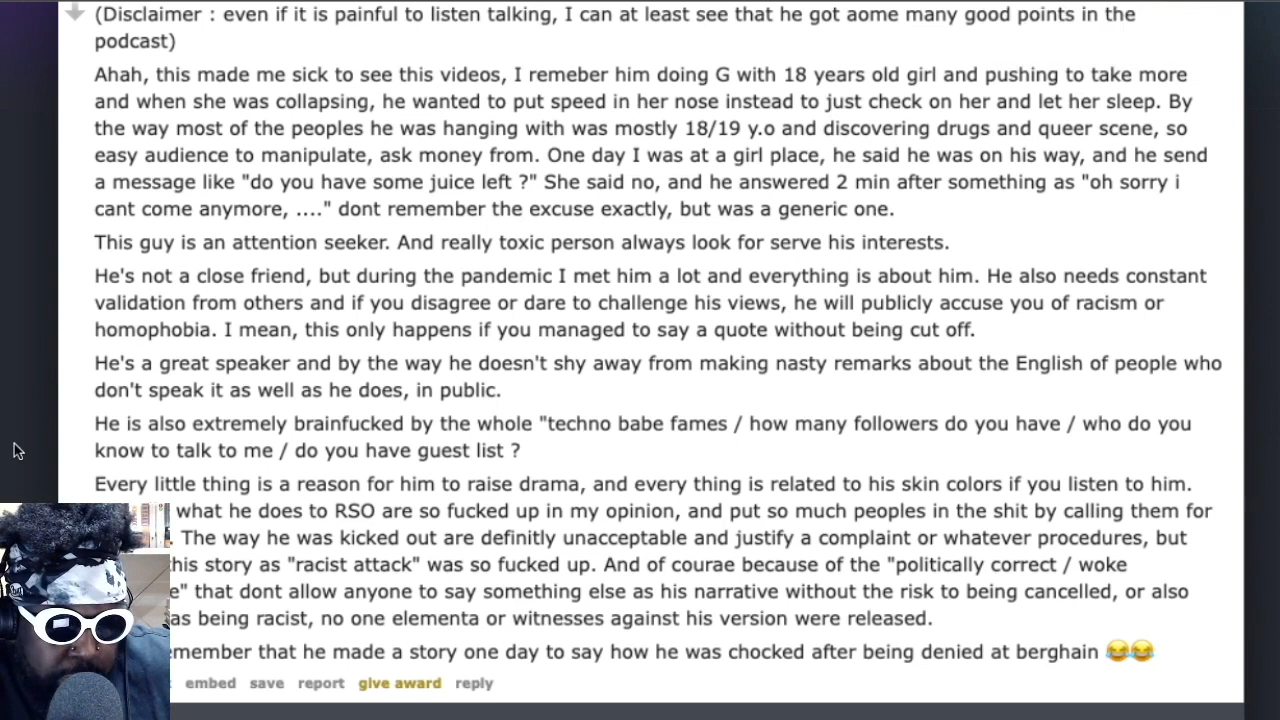 (Disclaimer : even if it is painful to listen talking, I can at least see that he got aome many good points in the
podcast)
Ahah, this made me sick to see this videos, I remeber him doing G with 18 years old girl and pushing to take more
and when she was collapsing, he wanted to put speed in her nose instead to just check on her and let her sleep. By
the way most of the peoples he was hanging with was mostly 18/19 y.o and discovering drugs and queer scene, so
easy audience to manipulate, ask money from. One day I was at a girl place, he said he was on his way, and he send
a message like "do you have some juice left ?" She said no, and he answered 2 min after something as "oh sorry i
cant come anymore, ...." dont remember the excuse exactly, but was a generic one.
This guy is an attention seeker. And really toxic person always look for serve his interests.
He's not a close friend, but during the pandemic I met him a lot and everything is about him. He also needs constant
validation from others and if you disagree or dare to challenge his views, he will publicly accuse you of racism or
homophobia. I mean, this only happens if you managed to say a quote without being cut off.
He's a great speaker and by the way he doesn't shy away from making nasty remarks about the English of people who
don't speak it as well as he does, in public.
He is also extremely brainfucked by the whole "techno babe fames / how many followers do you have / who do you
know to talk to me / do you have guest list ?
Every little thing is a reason for him to raise drama, and every thing is related to his skin colors if you listen to him.
what he does to RSO are so fucked up in my opinion, and put so much peoples in the shit by calling them for
The way he was kicked out are definitly unacceptable and justify a complaint or whatever procedures, but
this story as "racist attack" was so fucked up. And of courae because of the "politically correct / woke
" that dont allow anyone to say something else as his narrative without the risk to being cancelled, or also
as being racist, no one elementa or witnesses against his version were released.
that he made a story one day to say how he was chocked after being denied at berghain 😂😂
embed save report give award reply